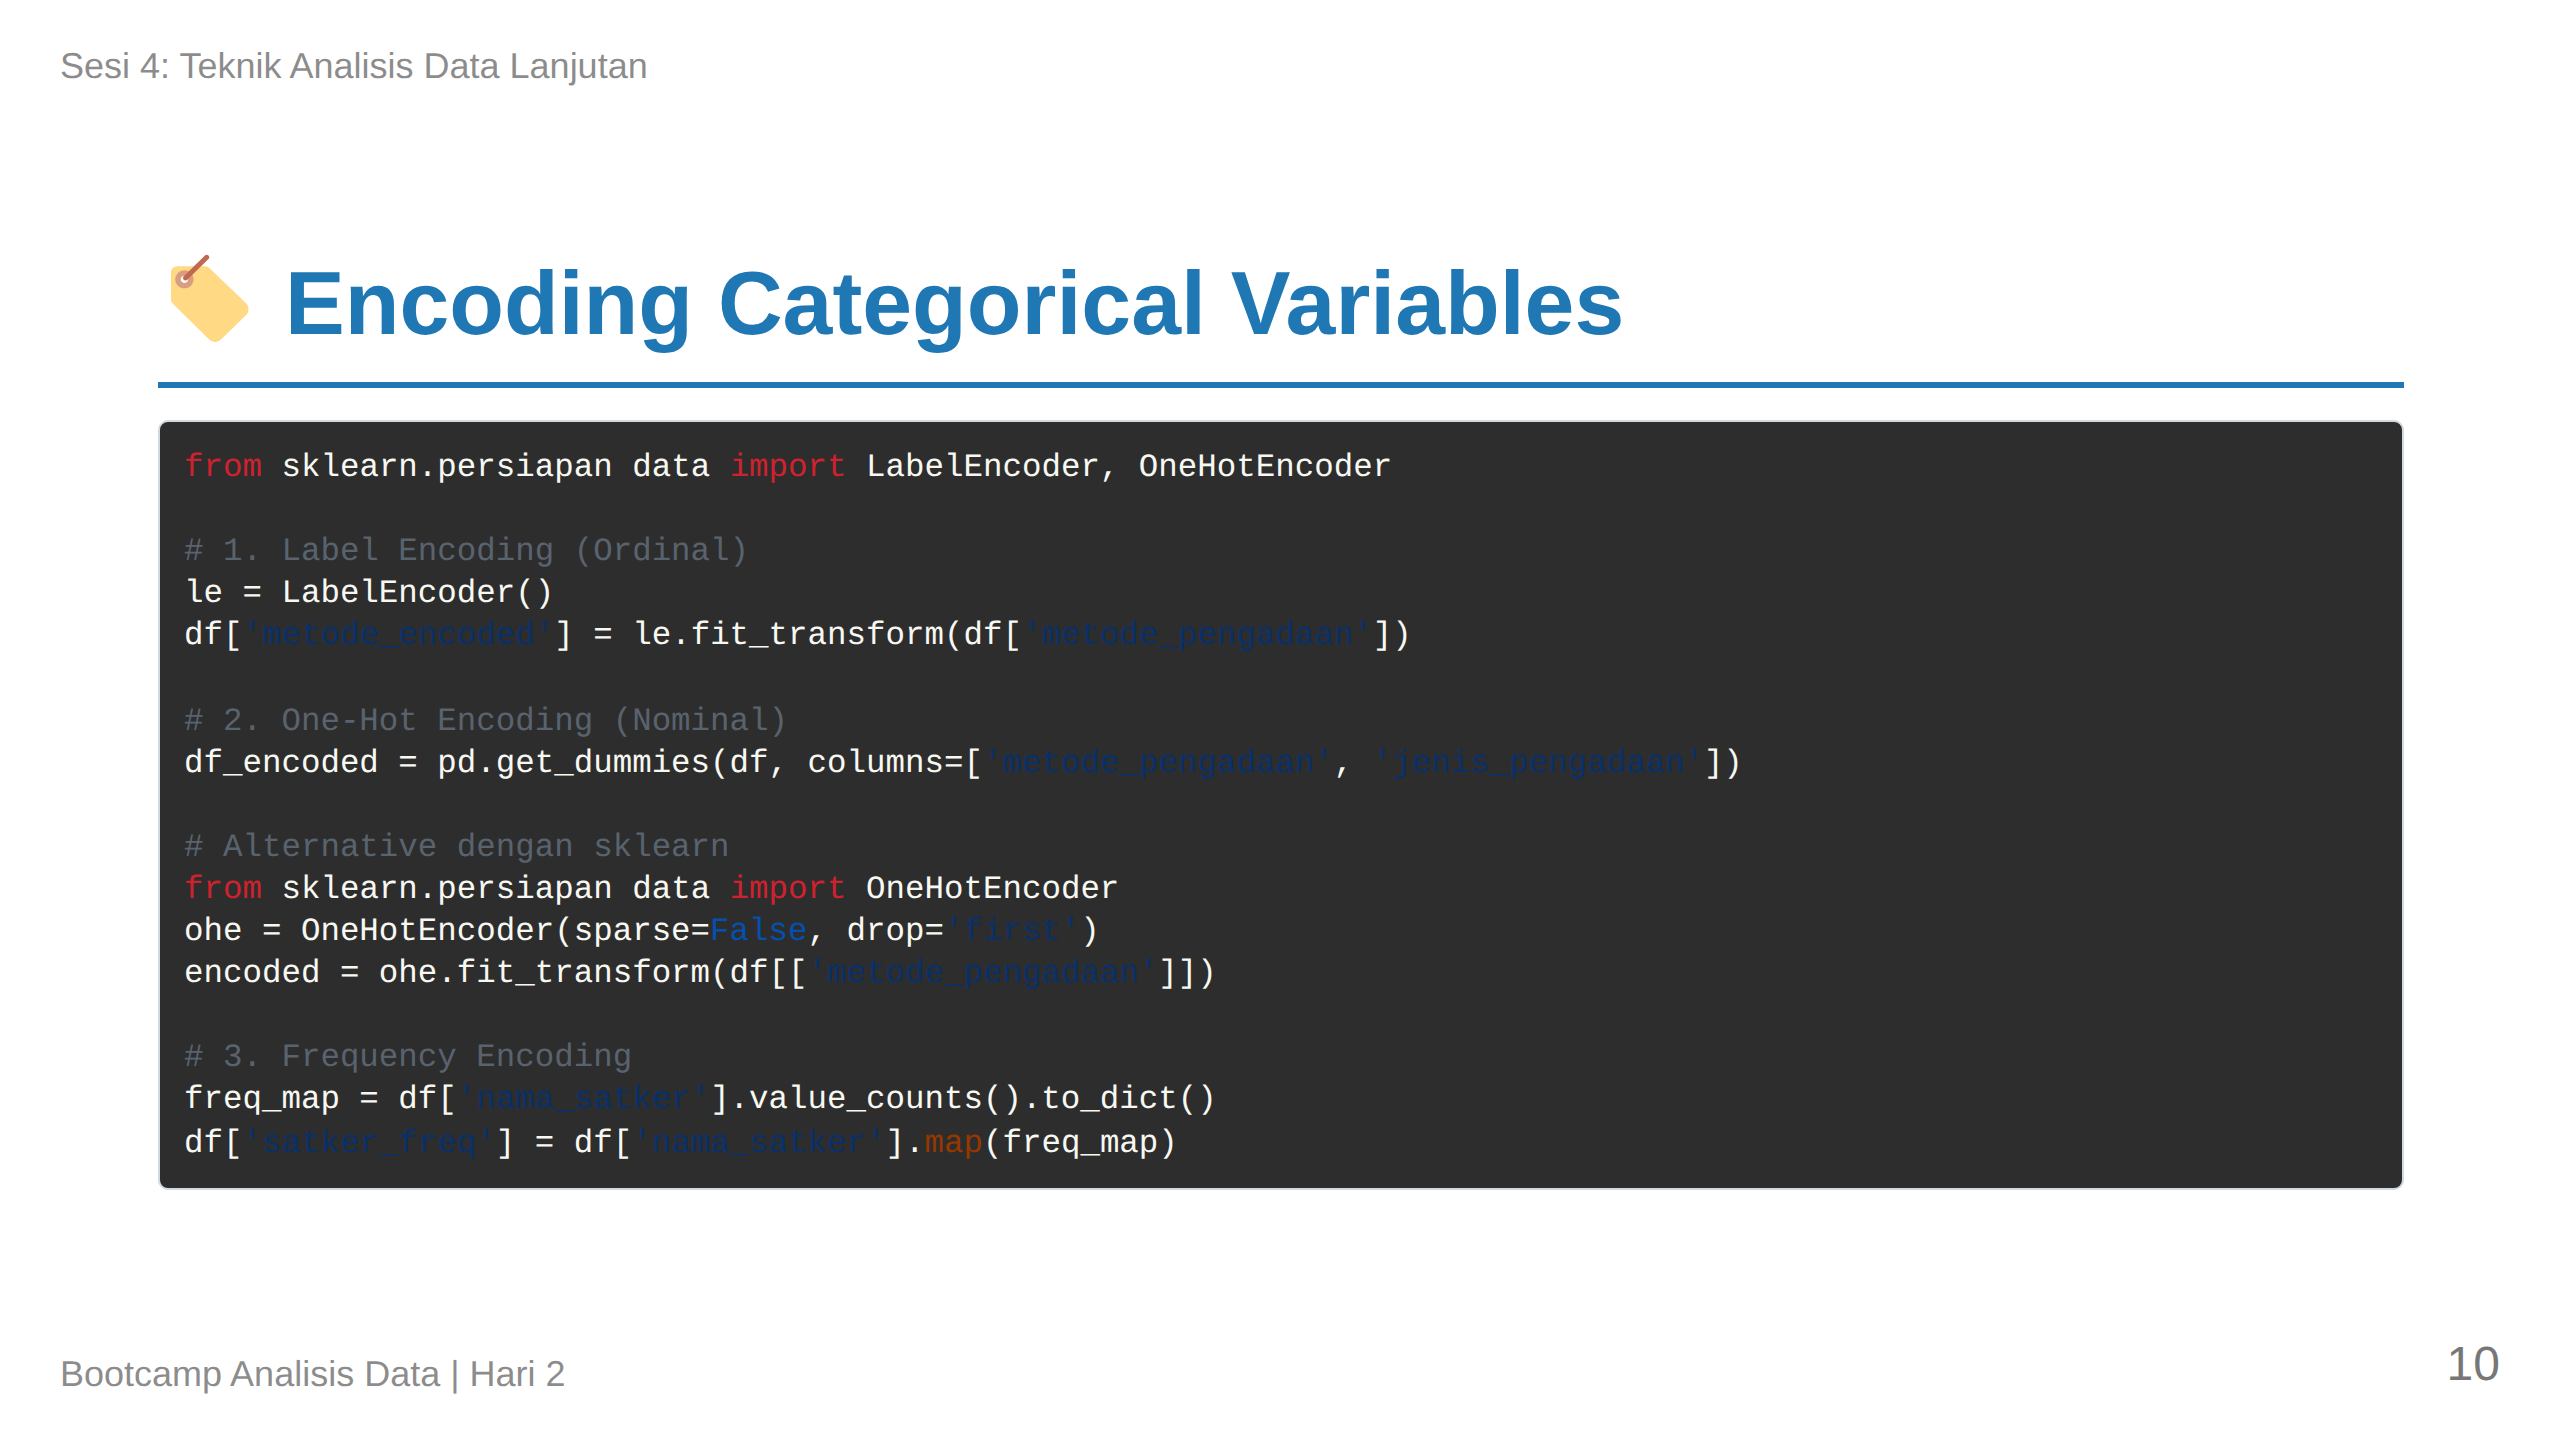 Sesi 4: Teknik Analisis Data Lanjutan
Encoding Categorical Variables
from sklearn.persiapan data import LabelEncoder, OneHotEncoder
# 1. Label Encoding (Ordinal)
le = LabelEncoder()
df['metode_encoded'] = le.fit_transform(df['metode_pengadaan'])
# 2. One-Hot Encoding (Nominal)
df_encoded = pd.get_dummies(df, columns=['metode_pengadaan', 'jenis_pengadaan'])
# Alternative dengan sklearn
from sklearn.persiapan data import OneHotEncoder
ohe = OneHotEncoder(sparse=False, drop='first')
encoded = ohe.fit_transform(df[['metode_pengadaan']])
# 3. Frequency Encoding
freq_map = df['nama_satker'].value_counts().to_dict()
df['satker_freq'] = df['nama_satker'].map(freq_map)
Bootcamp Analisis Data | Hari 2
10